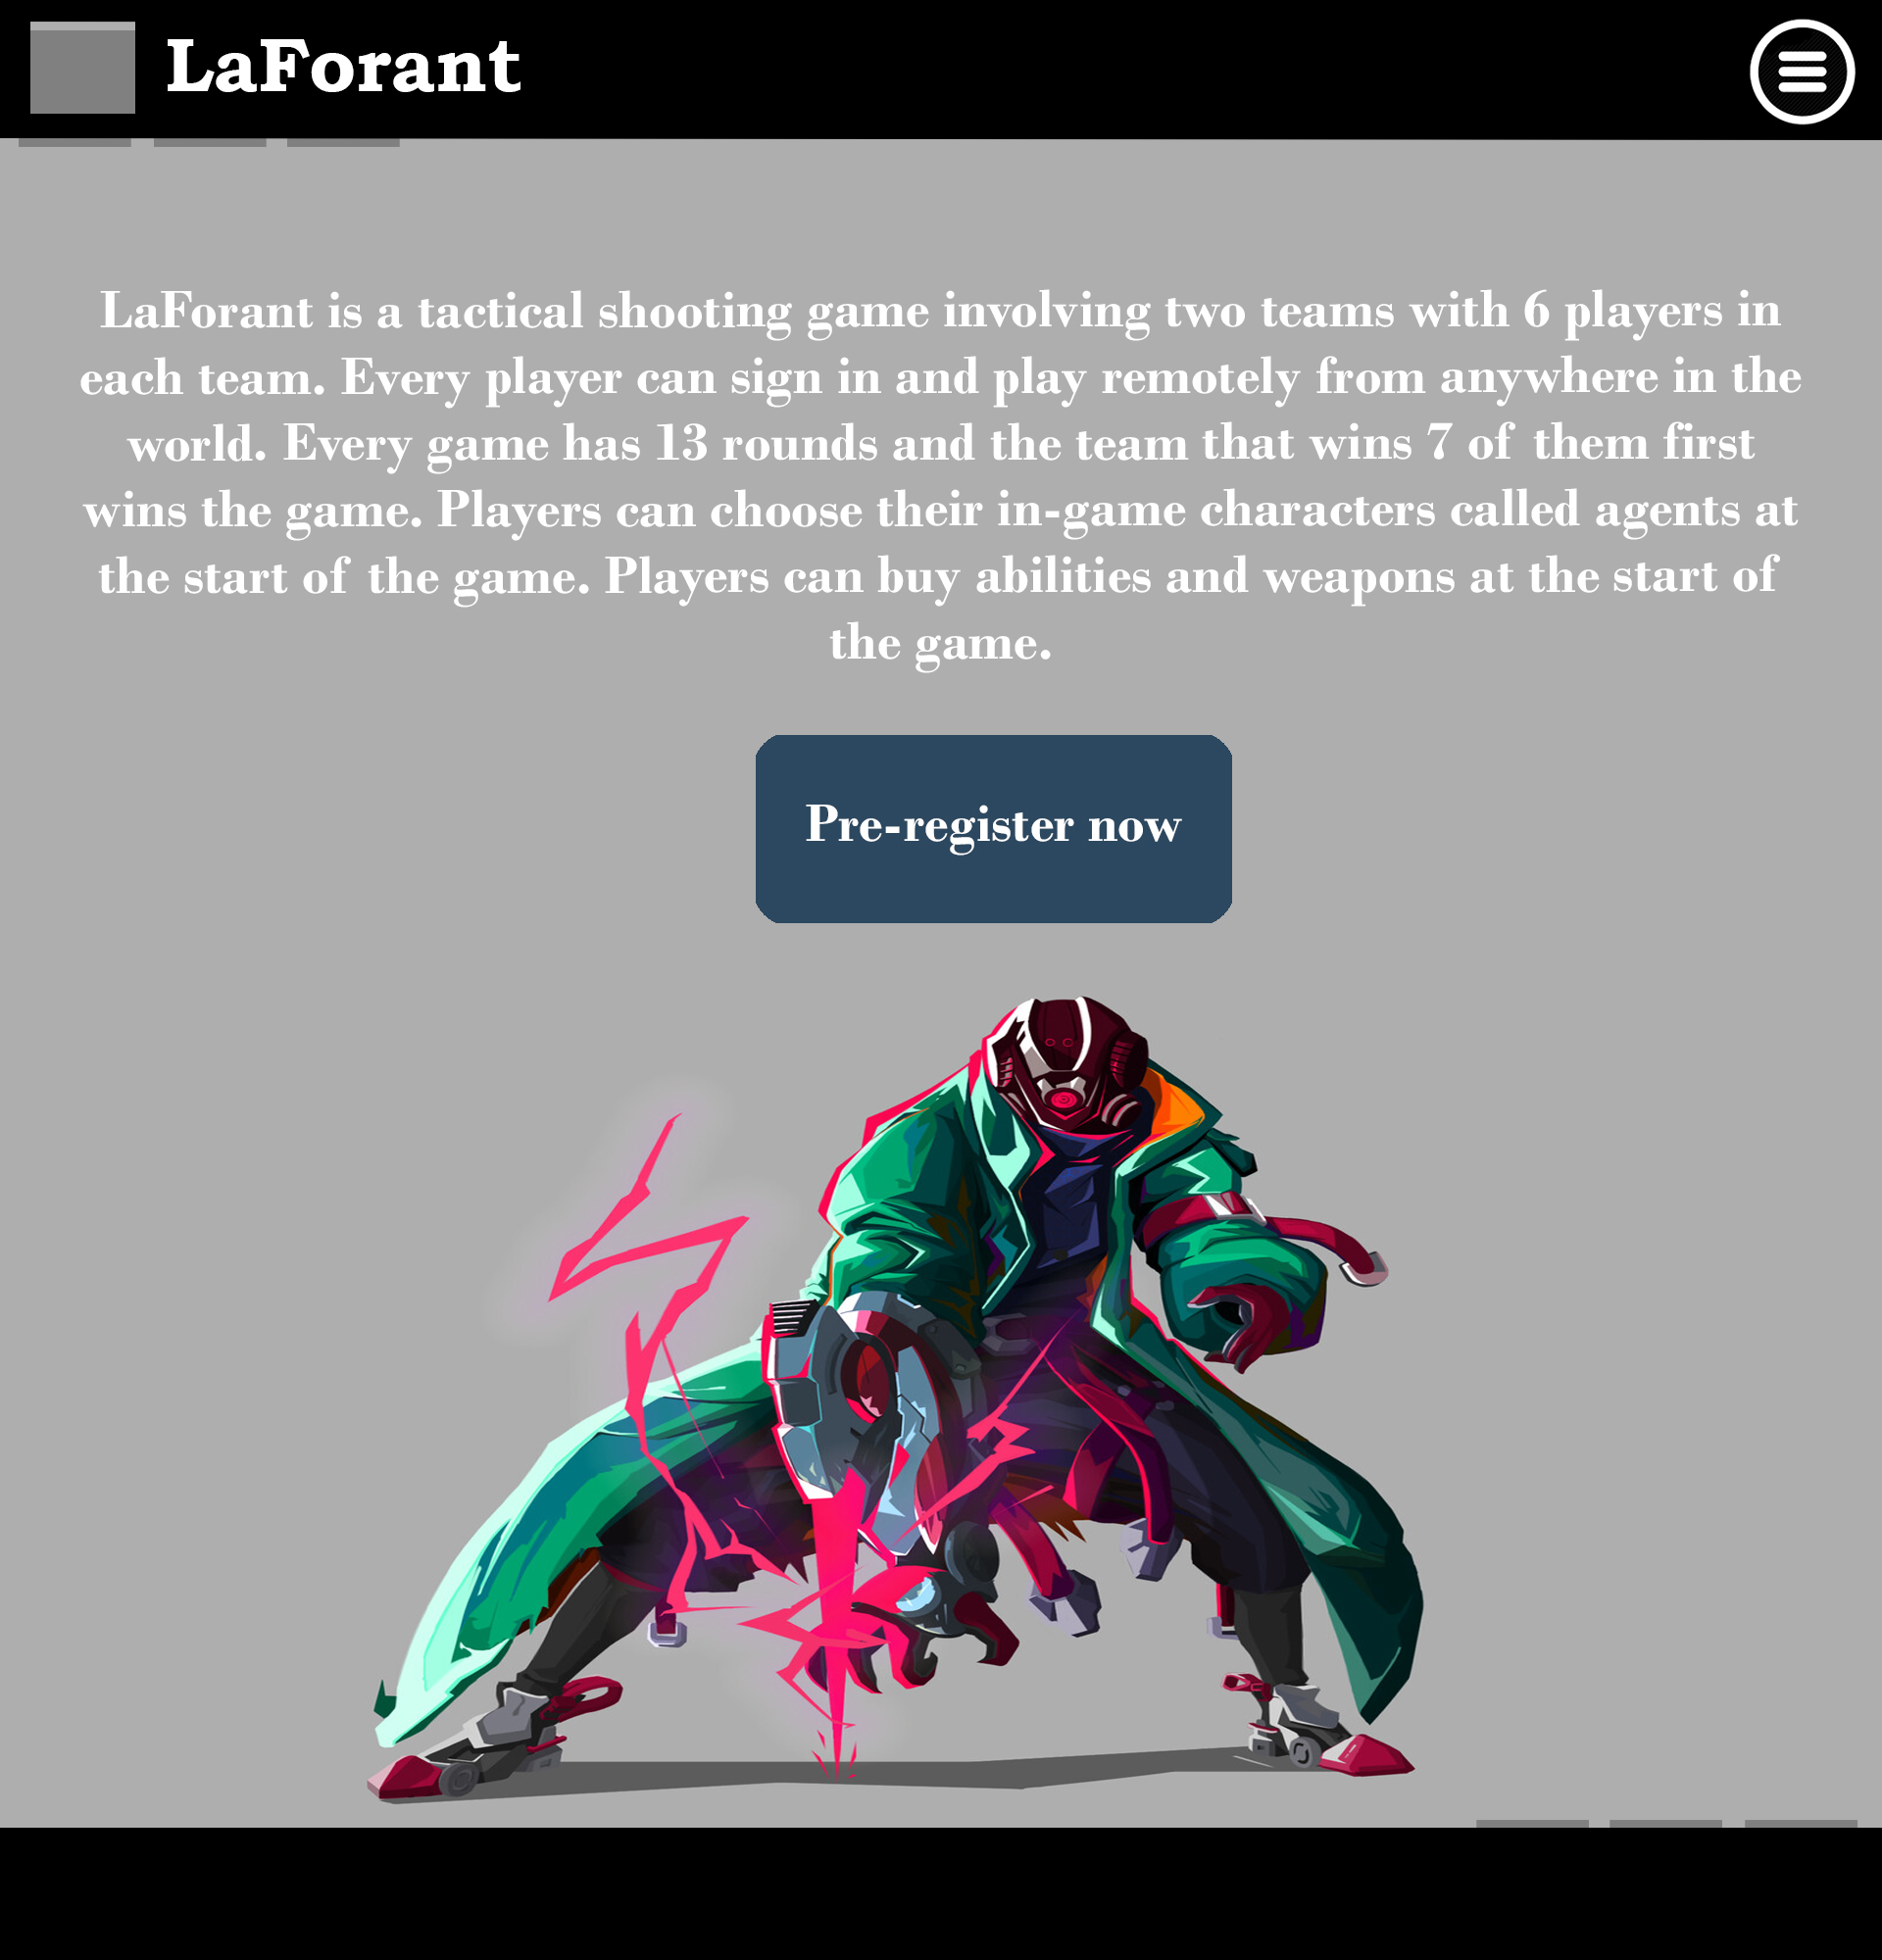 LaForant
LaForant is a tactical shooting game involving two teams with 6 players in
each team. Every player can sign in and play remotely from anywhere in the
world. Every game has 13 rounds and the team that wins 7 of them first
wins the game. Players can choose their in-game characters called agents at
the start of the game. Players can buy abilities and weapons at the start of
the game.
Pre-register now